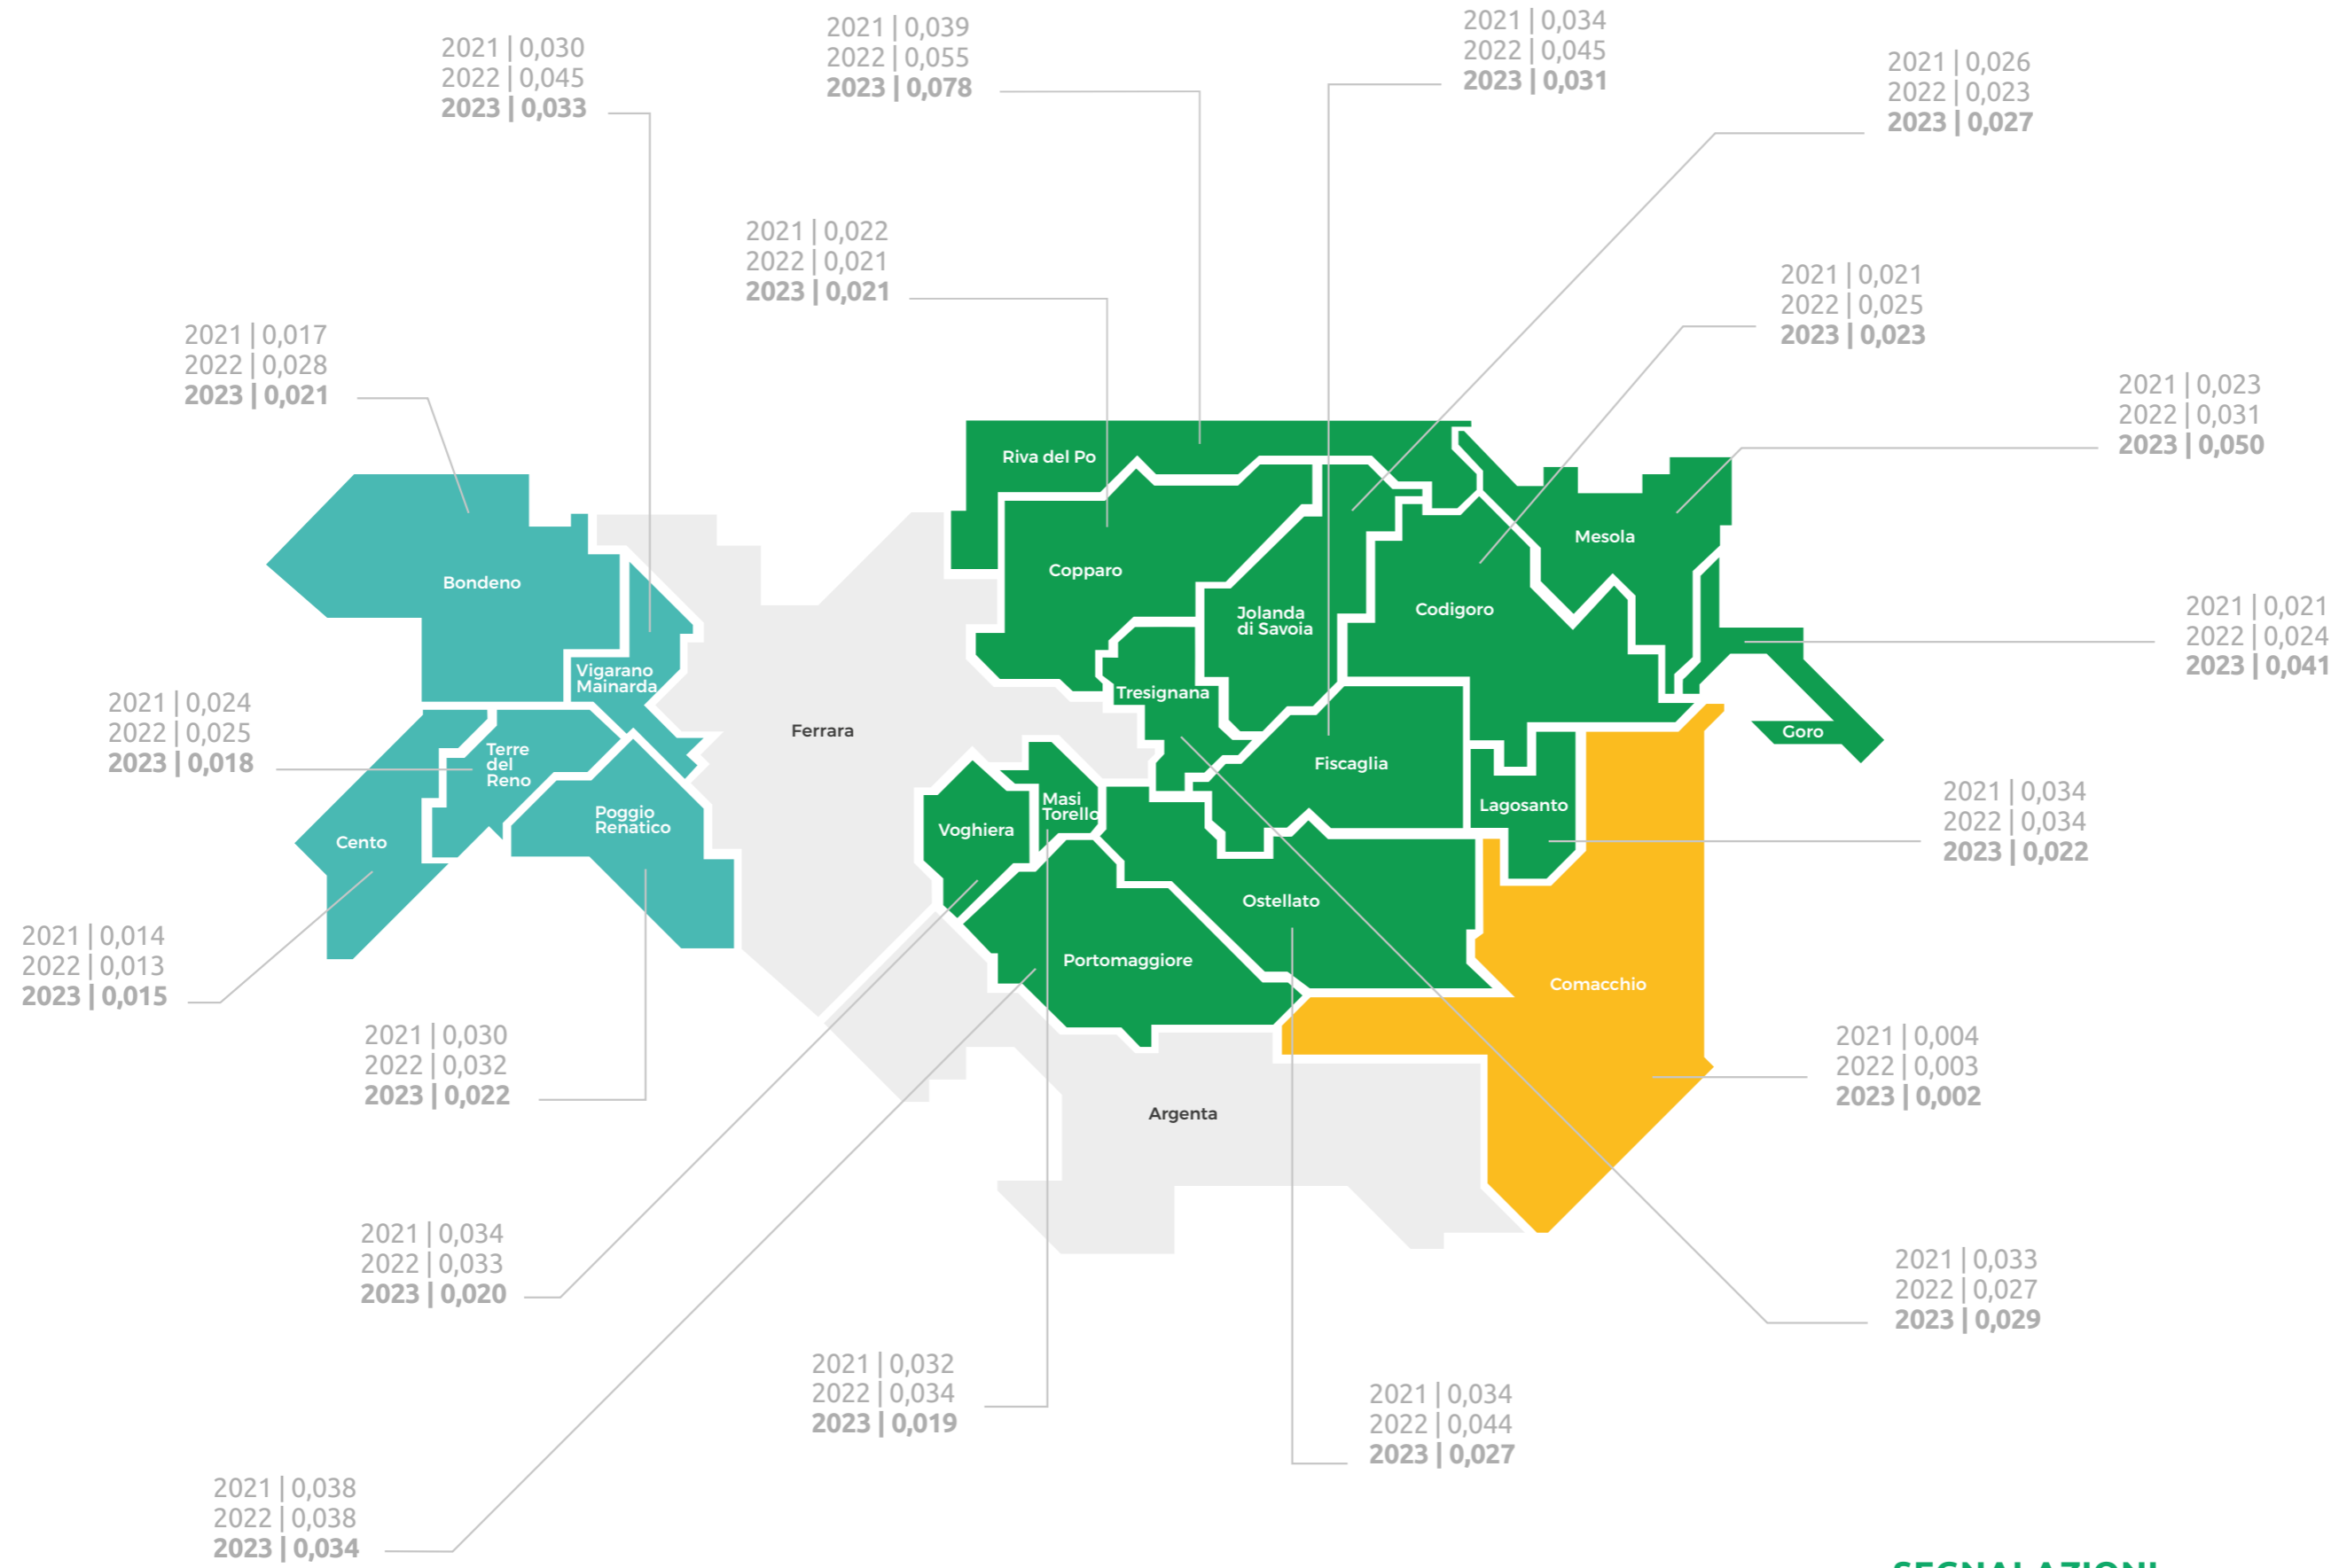 2021 | 0,030
2022 | 0,045
2023 | 0,033
2021 | 0,039
2022 | 0,055
2023 | 0,078
2021 | 0,034
2022 | 0,045
2023 | 0,031
2021 | 0,026
2022 | 0,023
2023 | 0,027
2021 | 0,022
2022 | 0,021
2023 | 0,021
2021 | 0,021
2022 | 0,025
2023 | 0,023
2021 | 0,017
2022 | 0,028
2023 | 0,021
2021 | 0,023
2022 | 0,031
2023 | 0,050
Riva del Po
Mesola
Copparo
Bondeno
Codigoro
Jolanda
di Savoia
2021 | 0,021
2022 | 0,024
2023 | 0,041
Vigarano
Mainarda
Tresignana
2021 | 0,024
2022 | 0,025
2023 | 0,018
Ferrara
Goro
Terre
del
Reno
Fiscaglia
Lagosanto
Masi
Torello
Poggio
Renatico
Voghiera
Cento
2021 | 0,034
2022 | 0,034
2023 | 0,022
Ostellato
Portomaggiore
Comacchio
2021 | 0,014
2022 | 0,013
2023 | 0,015
2021 | 0,030
2022 | 0,032
2023 | 0,022
2021 | 0,004
2022 | 0,003
2023 | 0,002
Argenta
2021 | 0,034
2022 | 0,033
2023 | 0,020
2021 | 0,033
2022 | 0,027
2023 | 0,029
2021 | 0,032
2022 | 0,034
2023 | 0,019
2021 | 0,034
2022 | 0,044
2023 | 0,027
2021 | 0,038
2022 | 0,038
2023 | 0,034
SEGNALAZIONI